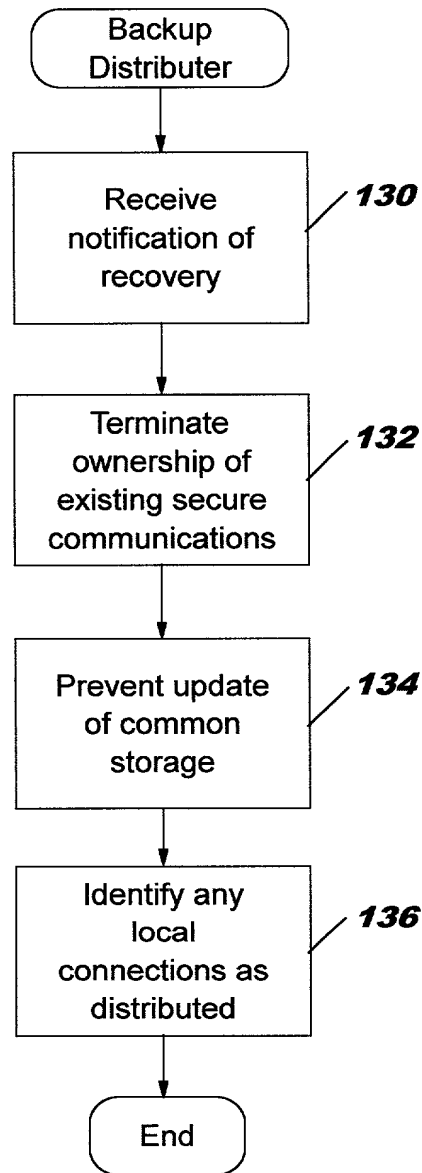 Backup
Distributer
Receive
notification of
recovery
130
Terminate
ownership of
existing secure
communications
132
Prevent update
of common
storage
134
Identify any
local
connections as
distributed
136
End